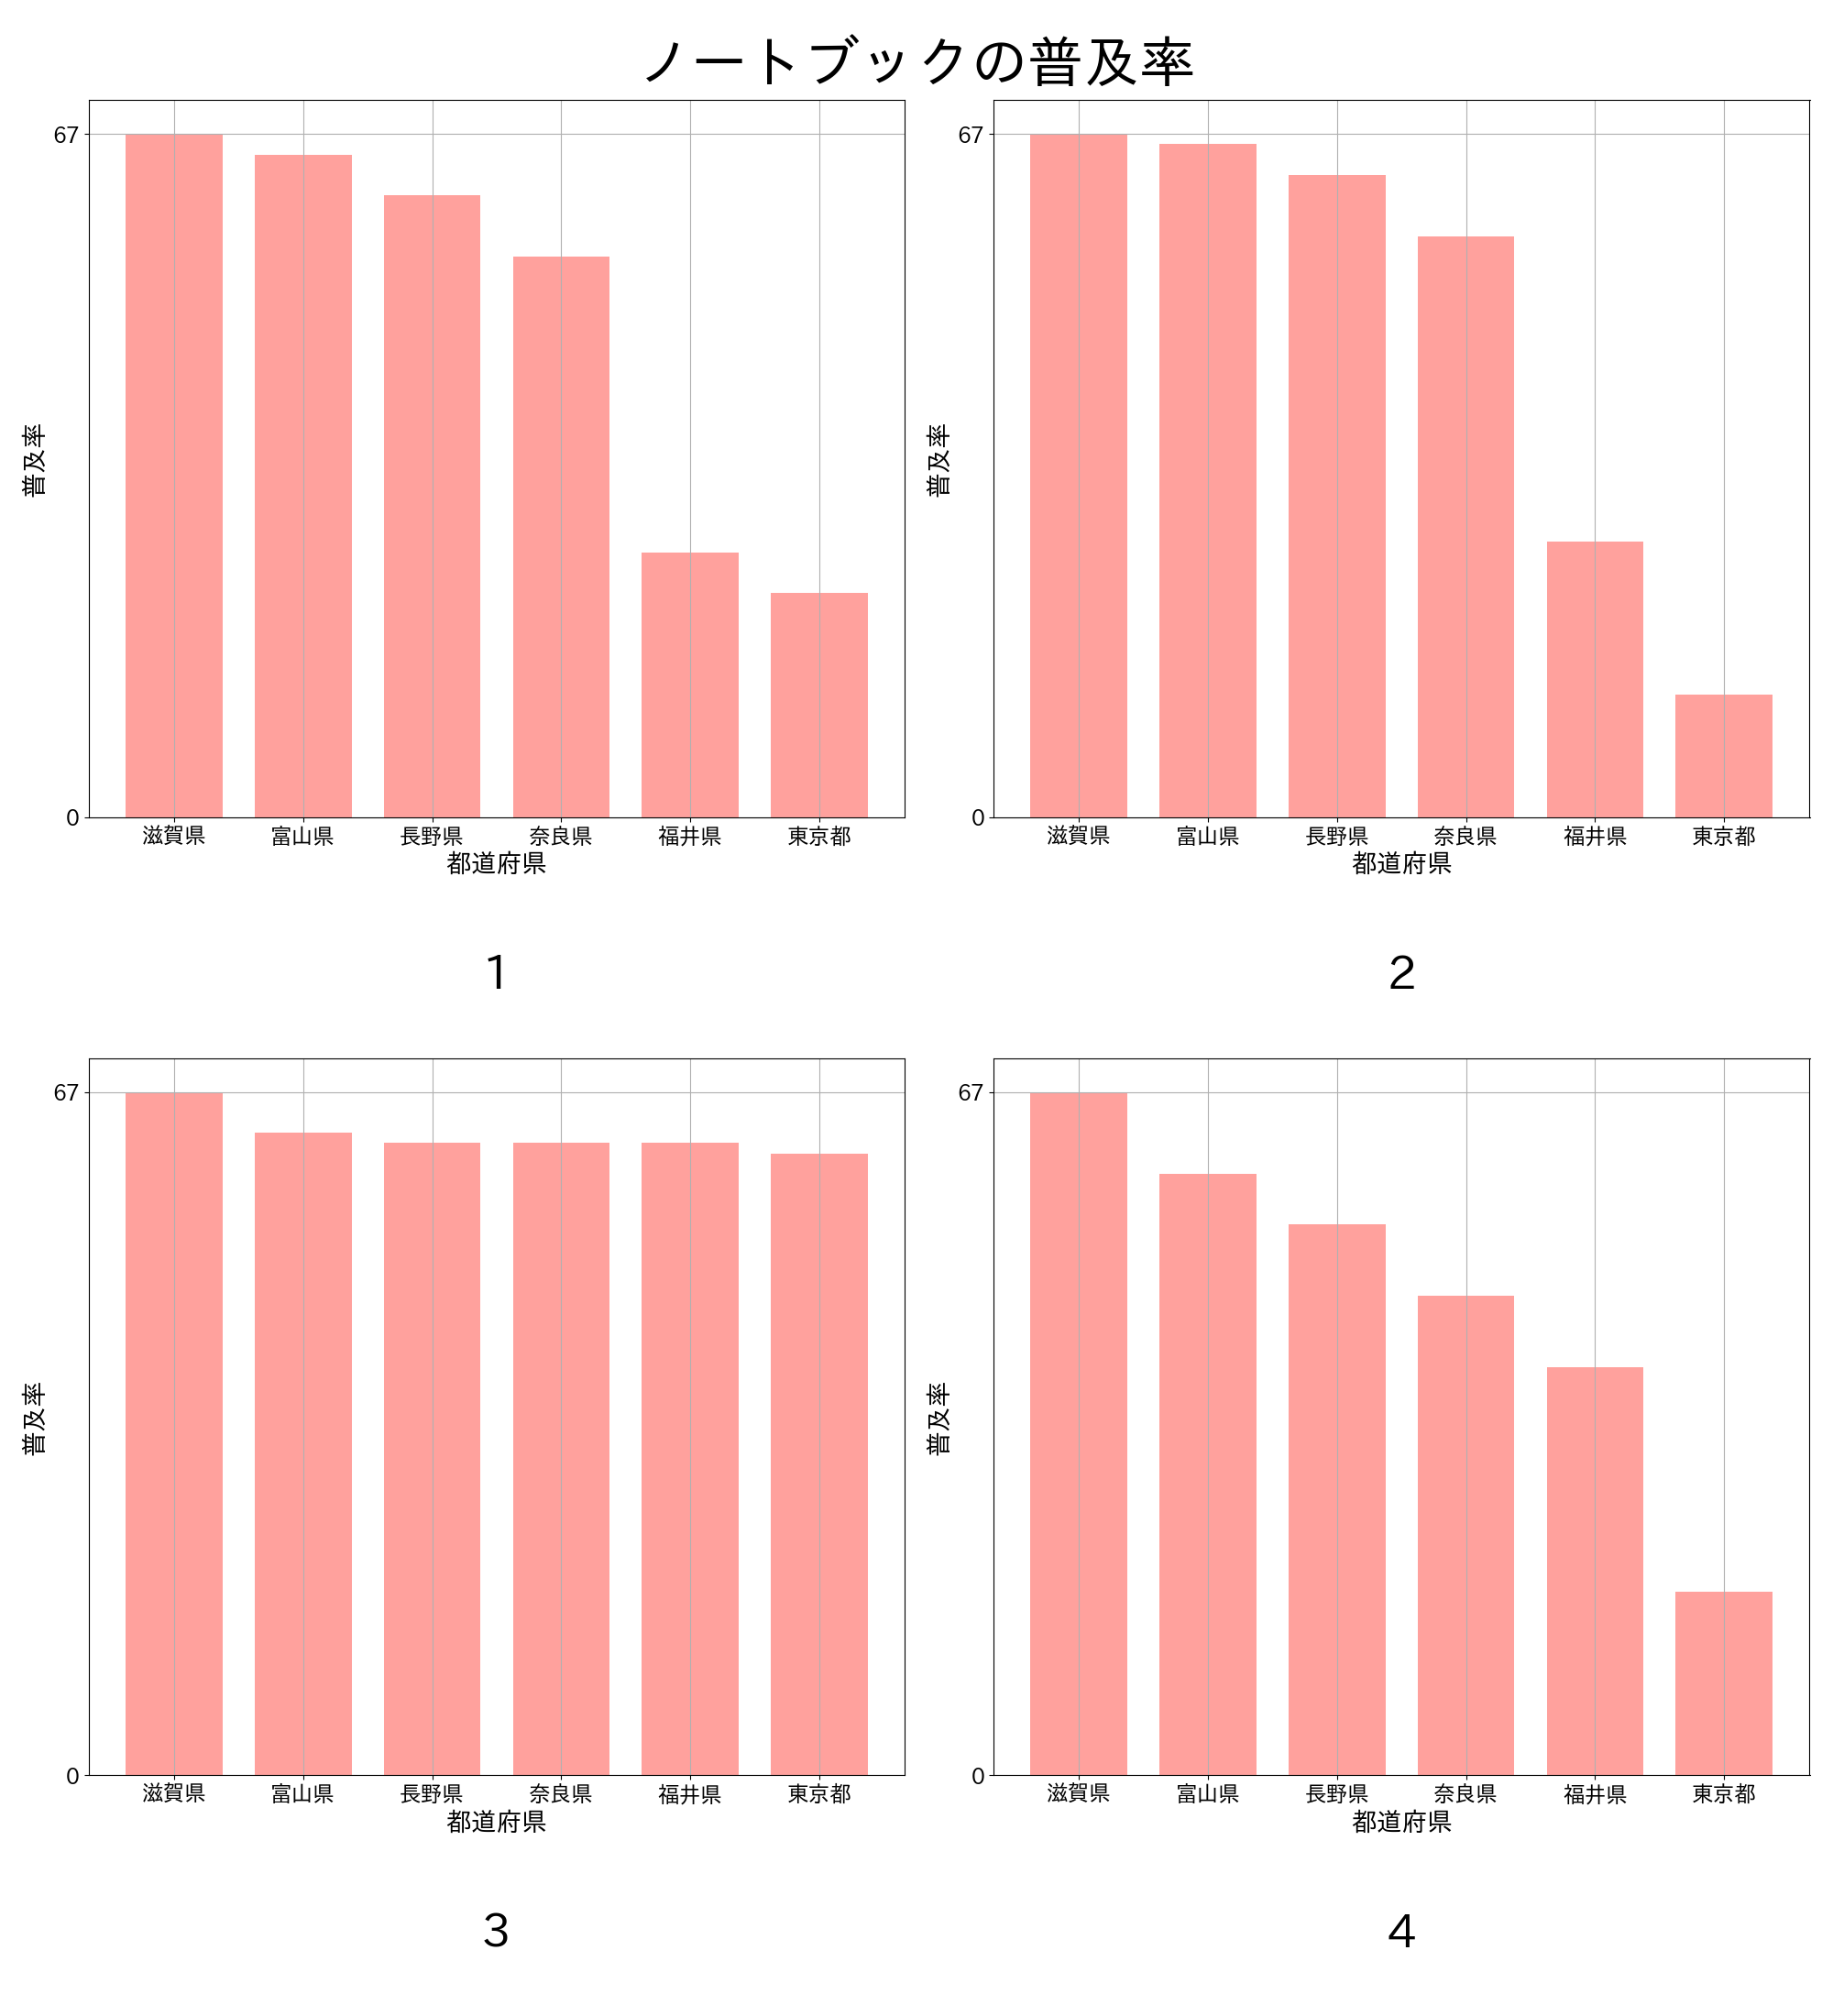 ノートブックの普及率
67
0
普及率
滋賀県 富山県 長野県 奈良県 福井県 東京都
都道府県
1
67
0
普及率
滋賀県 富山県 長野県 奈良県 福井県 東京都
都道府県
2
67
0
普及率
滋賀県 富山県 長野県 奈良県 福井県 東京都
都道府県
3
67
0
普及率
滋賀県 富山県 長野県 奈良県 福井県 東京都
都道府県
4